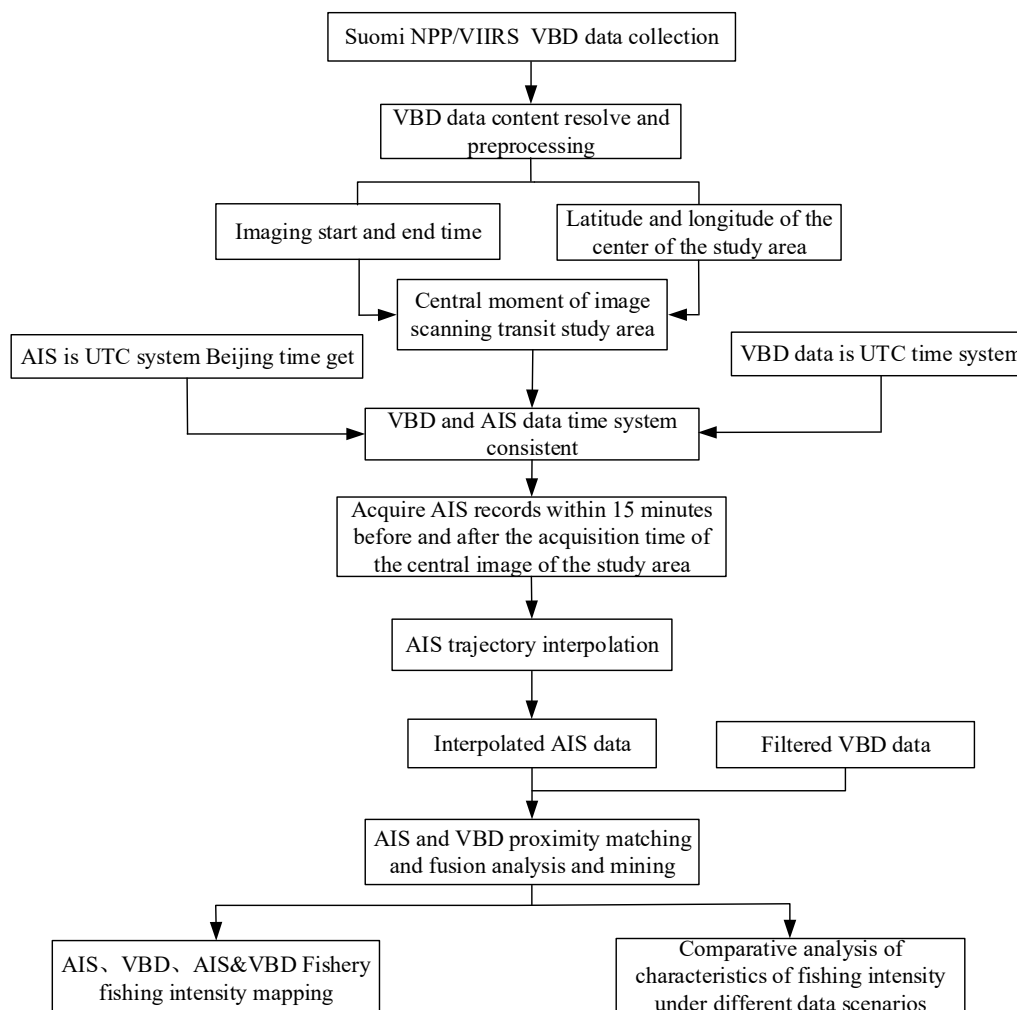 Suomi NPP/VIIRS VBD data collection
VBD data content resolve and
preprocessing
Imaging start and end time
Latitude and longitude of the
center of the study area
Central moment of image
scanning transit study area
AIS is UTC system Beijing time get
VBD data is UTC time system
VBD and AIS data time system
consistent
Acquire AIS records within 15 minutes
before and after the acquisition time of
the central image of the study area
AIS trajectory interpolation
Interpolated AIS data
Filtered VBD data
AIS and VBD proximity matching
and fusion analysis and mining
AIS、VBD、AIS&VBD Fishery
fishing intensity mapping
Comparative analysis of
characteristics of fishing intensity
under different data scenarios